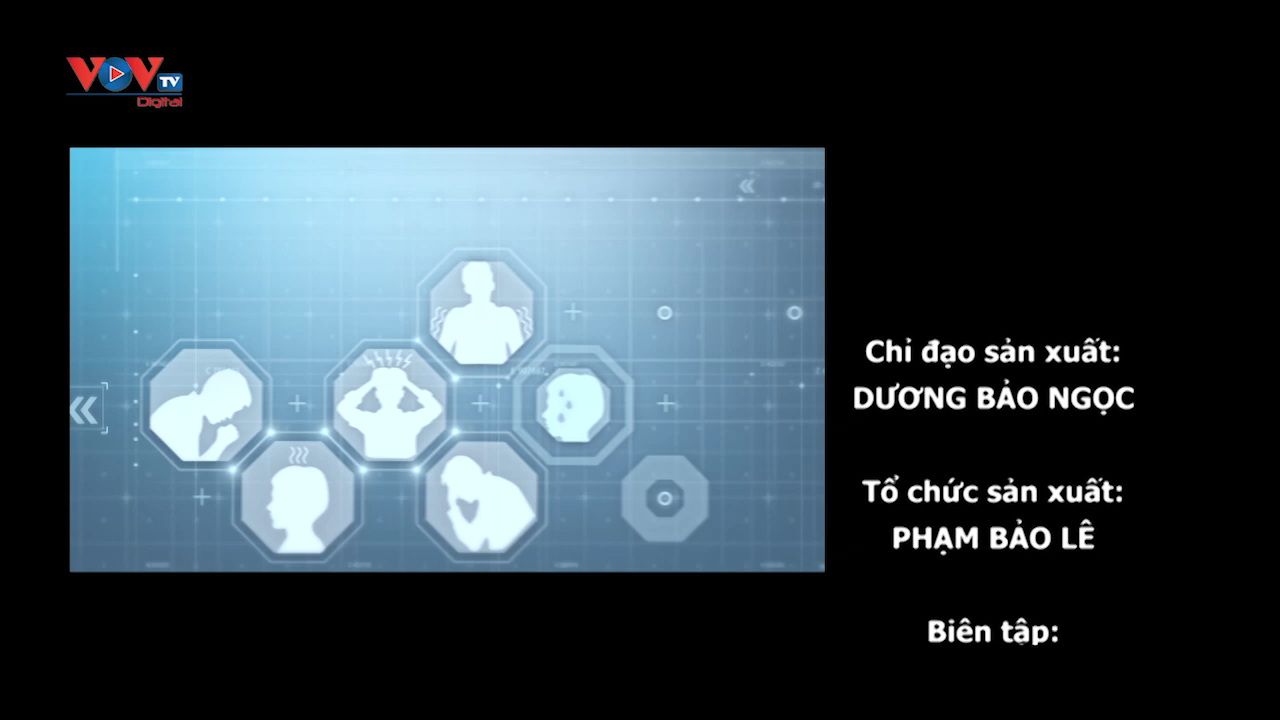 VOV TV
Digital
Chỉ đạo sản xuất:
DƯƠNG BẢO NGỌC
Tổ chức sản xuất:
PHẠM BẢO LÊ
Biên tập: